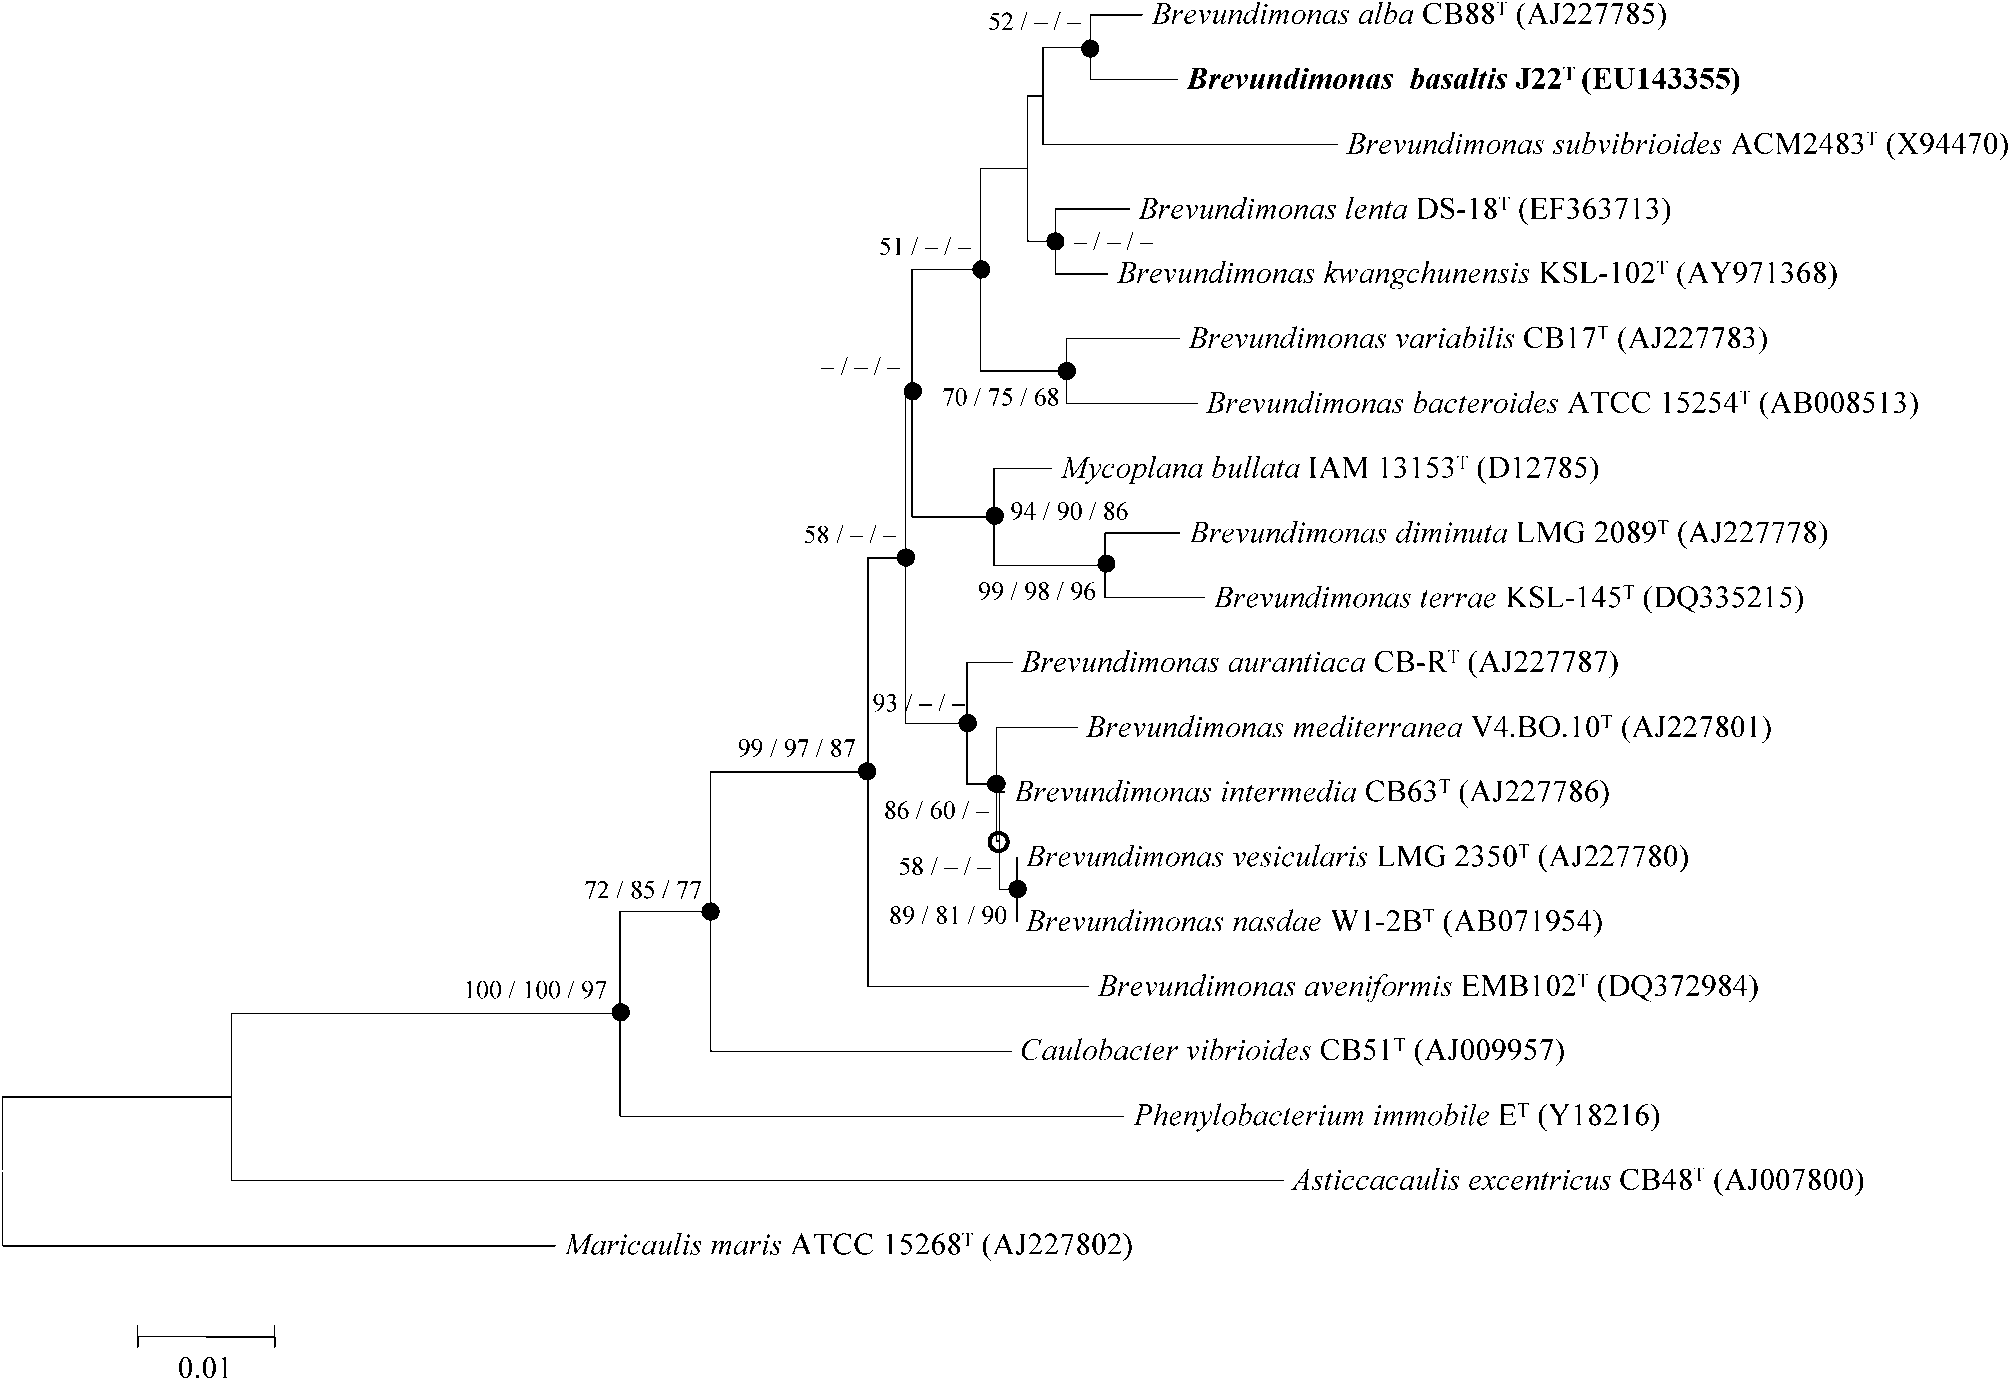 52 / – / –
Brevundimonas alba CB88ᵀ (AJ227785)
Brevundimonas basaltis J22ᵀ (EU143355)
Brevundimonas subvibrioides ACM2483ᵀ (X94470)
Brevundimonas lenta DS-18ᵀ (EF363713)
51 / – / –
– / – / –
Brevundimonas kwangchunensis KSL-102ᵀ (AY971368)
Brevundimonas variabilis CB17ᵀ (AJ227783)
– / – / –
70 / 75 / 68
Brevundimonas bacteroides ATCC 15254ᵀ (AB008513)
Mycoplana bullata IAM 13153ᵀ (D12785)
94 / 90 / 86
58 / – / –
Brevundimonas diminuta LMG 2089ᵀ (AJ227778)
99 / 98 / 96
Brevundimonas terrae KSL-145ᵀ (DQ335215)
Brevundimonas aurantiaca CB-Rᵀ (AJ227787)
93 / – / –
Brevundimonas mediterranea V4.BO.10ᵀ (AJ227801)
99 / 97 / 87
Brevundimonas intermedia CB63ᵀ (AJ227786)
86 / 60 / –
Brevundimonas vesicularis LMG 2350ᵀ (AJ227780)
58 / – / –
72 / 85 / 77
89 / 81 / 90
Brevundimonas nasdae W1-2Bᵀ (AB071954)
Brevundimonas aveniformis EMB102ᵀ (DQ372984)
100 / 100 / 97
Caulobacter vibrioides CB51ᵀ (AJ009957)
Phenylobacterium immobile Eᵀ (Y18216)
Asticcacaulis excentricus CB48ᵀ (AJ007800)
Maricaulis maris ATCC 15268ᵀ (AJ227802)
0.01